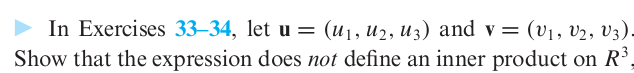 ▶ In Exercises 33–34, let u = (u₁, u₂, u₃) and v = (v₁, v₂, v₃).
Show that the expression does not define an inner product on R³,